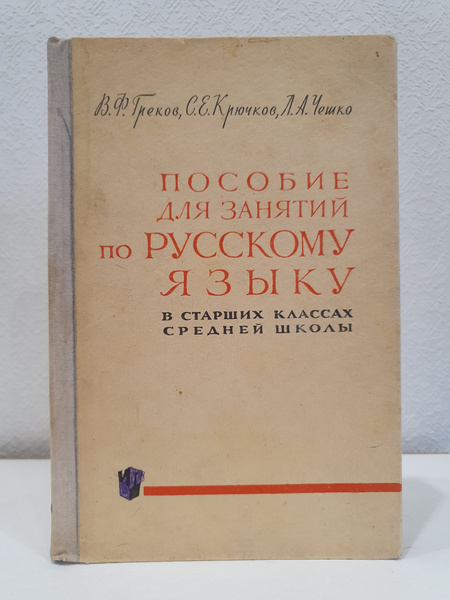 В.Ф.Греков, С.Е.Крючков, Л.А.Чешко
ПОСОБИЕ
ДЛЯ ЗАНЯТИЙ
ПО РУССКОМУ
ЯЗЫКУ
В СТАРШИХ КЛАССАХ
СРЕДНЕЙ ШКОЛЫ